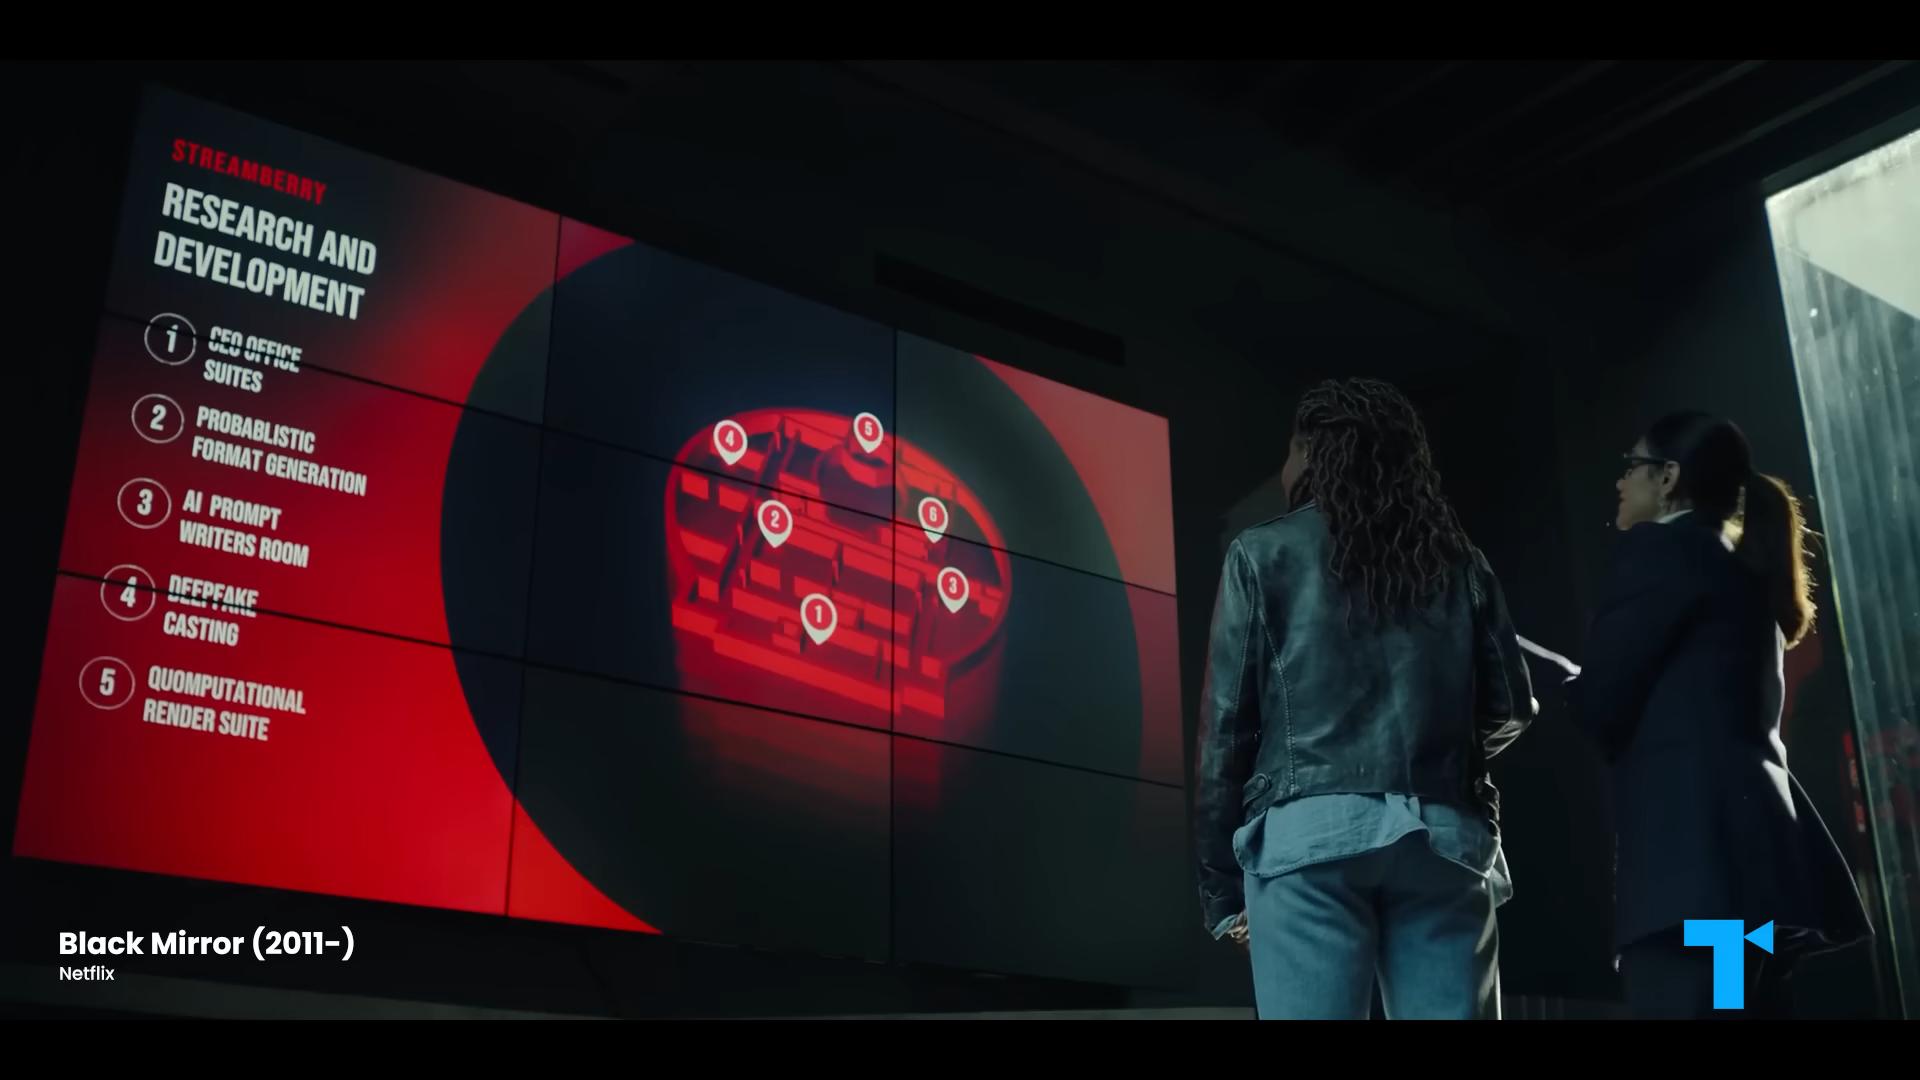 STREAMBERRY
RESEARCH AND
DEVELOPMENT
1 CEO OFFICE
SUITES
2 PROBABLISTIC
FORMAT GENERATION
3 AI PROMPT
WRITERS ROOM
4 DEEPFAKE
CASTING
5 QUOMPUTATIONAL
RENDER SUITE
4
5
2
6
3
1
Black Mirror (2011-)
Netflix